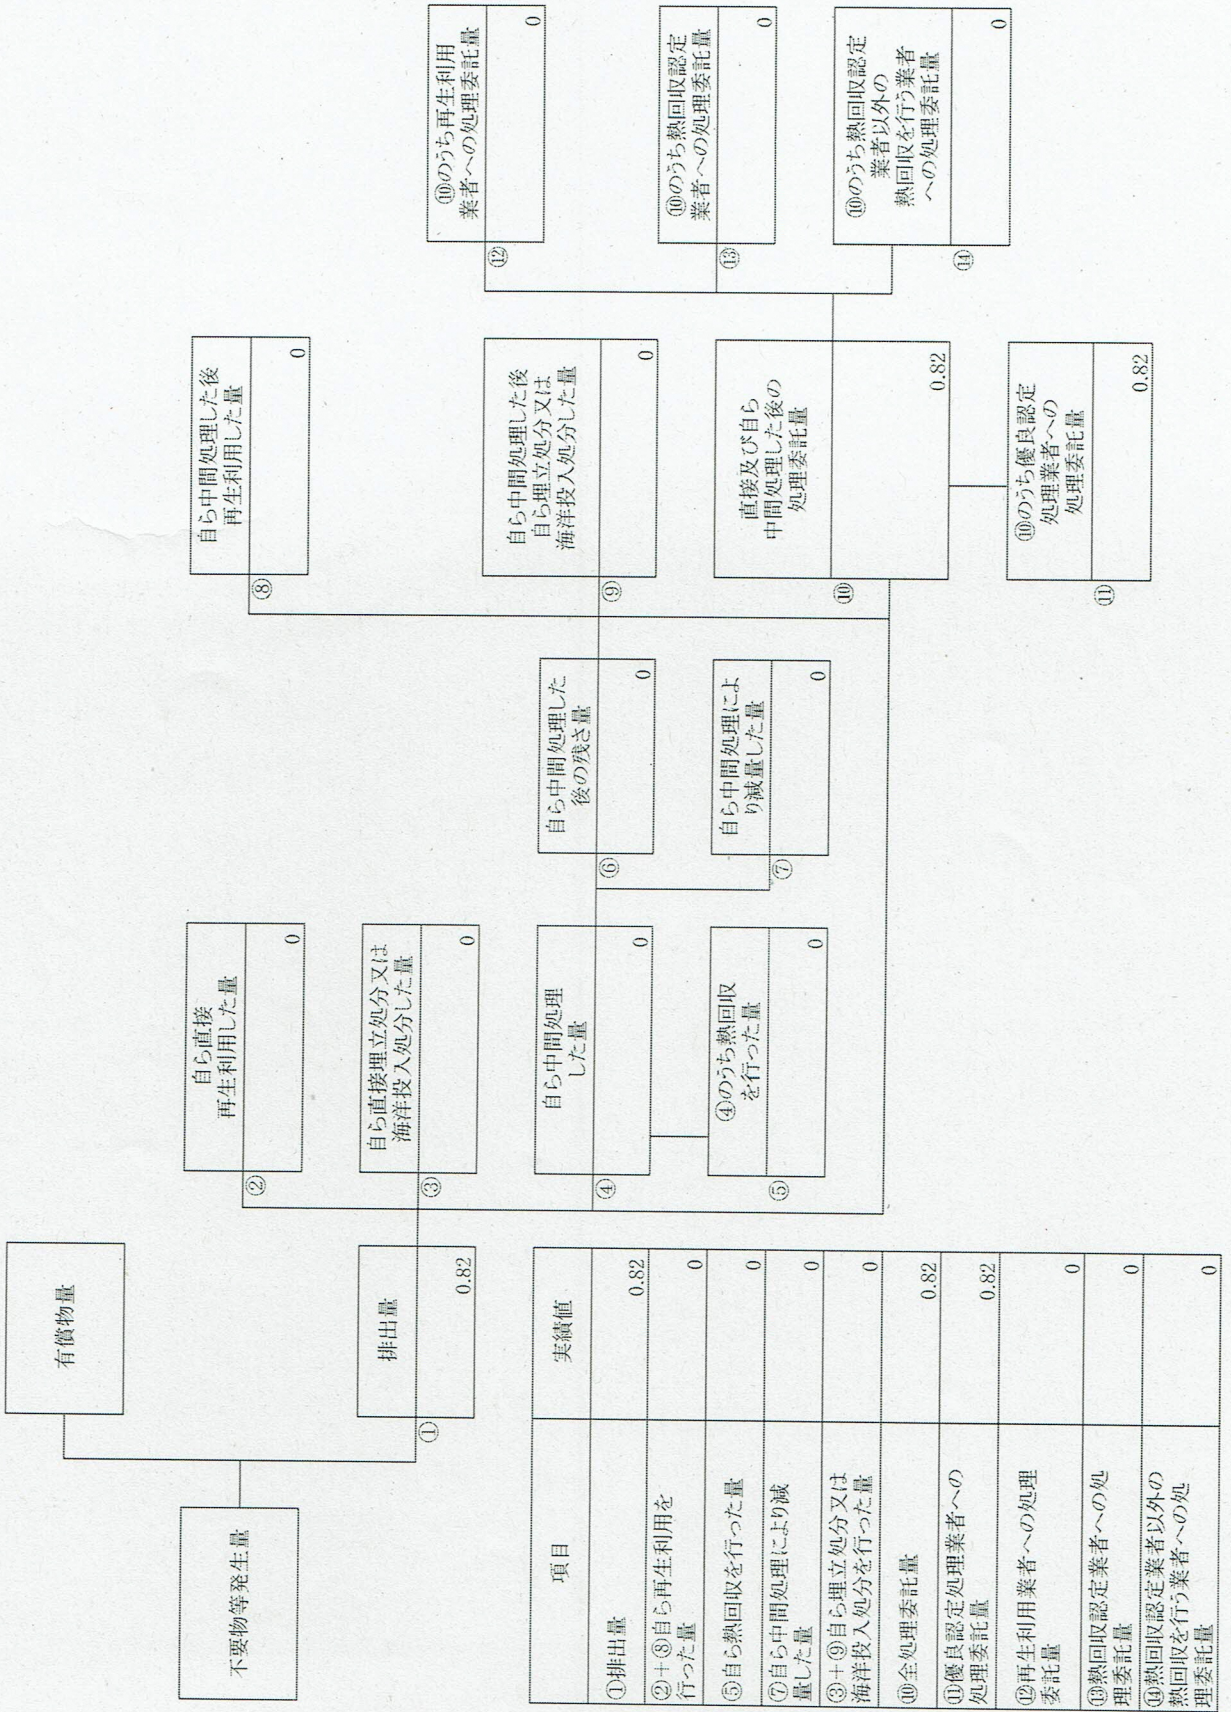 不要物等発生量
有償物量
①
排出量
0.82
②
自ら直接
再生利用した量
0
③
自ら直接埋立処分又は
海洋投入処分した量
0
④
自ら中間処理
した量
0
⑤
④のうち熱回収
を行った量
0
⑥
自ら中間処理した
後の残さ量
0
⑦
自ら中間処理によ
り減量した量
0
⑧
自ら中間処理した後
再生利用した量
0
⑨
自ら中間処理した後
自ら埋立処分又は
海洋投入処分した量
0
⑩
直接及び自ら
中間処理した後の
処理委託量
0.82
⑪
⑩のうち優良認定
処理業者への
処理委託量
0.82
⑫
⑩のうち再生利用
業者への処理委託量
0
⑬
⑩のうち熱回収認定
業者への処理委託量
0
⑭
⑩のうち熱回収認定
業者以外の
熱回収を行う業者
への処理委託量
0
項目 実績値
①排出量 0.82
②+⑧自ら再生利用を
行った量 0
⑤自ら熱回収を行った量 0
⑦自ら中間処理により減
量した量 0
③+⑨自ら埋立処分又は
海洋投入処分を行った量 0
⑩全処理委託量 0.82
⑪優良認定処理業者への
処理委託量 0.82
⑫再生利用業者への処理
委託量 0
⑬熱回収認定業者への処
理委託量 0
⑭熱回収認定業者以外の
熱回収を行う業者への処
理委託量 0